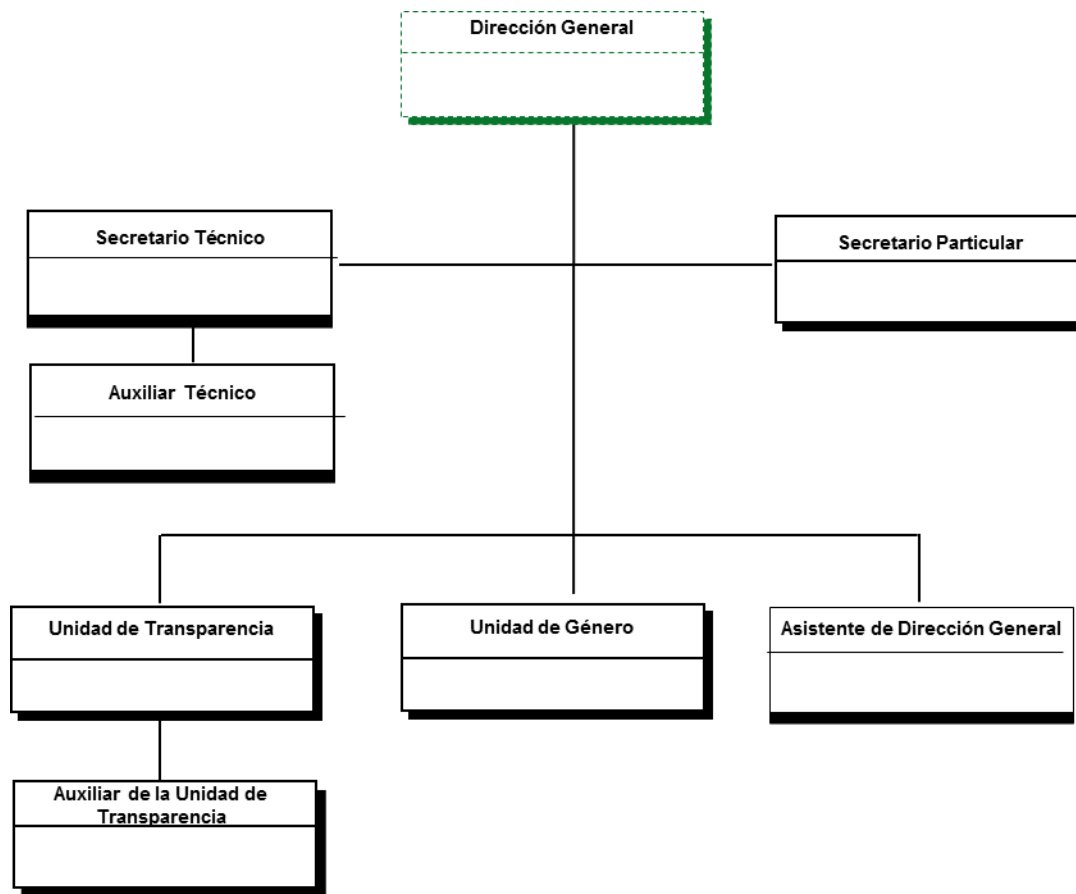 Dirección General
Secretario Técnico
Secretario Particular
Auxiliar Técnico
Unidad de Transparencia
Unidad de Género
Asistente de Dirección General
Auxiliar de la Unidad de
Transparencia